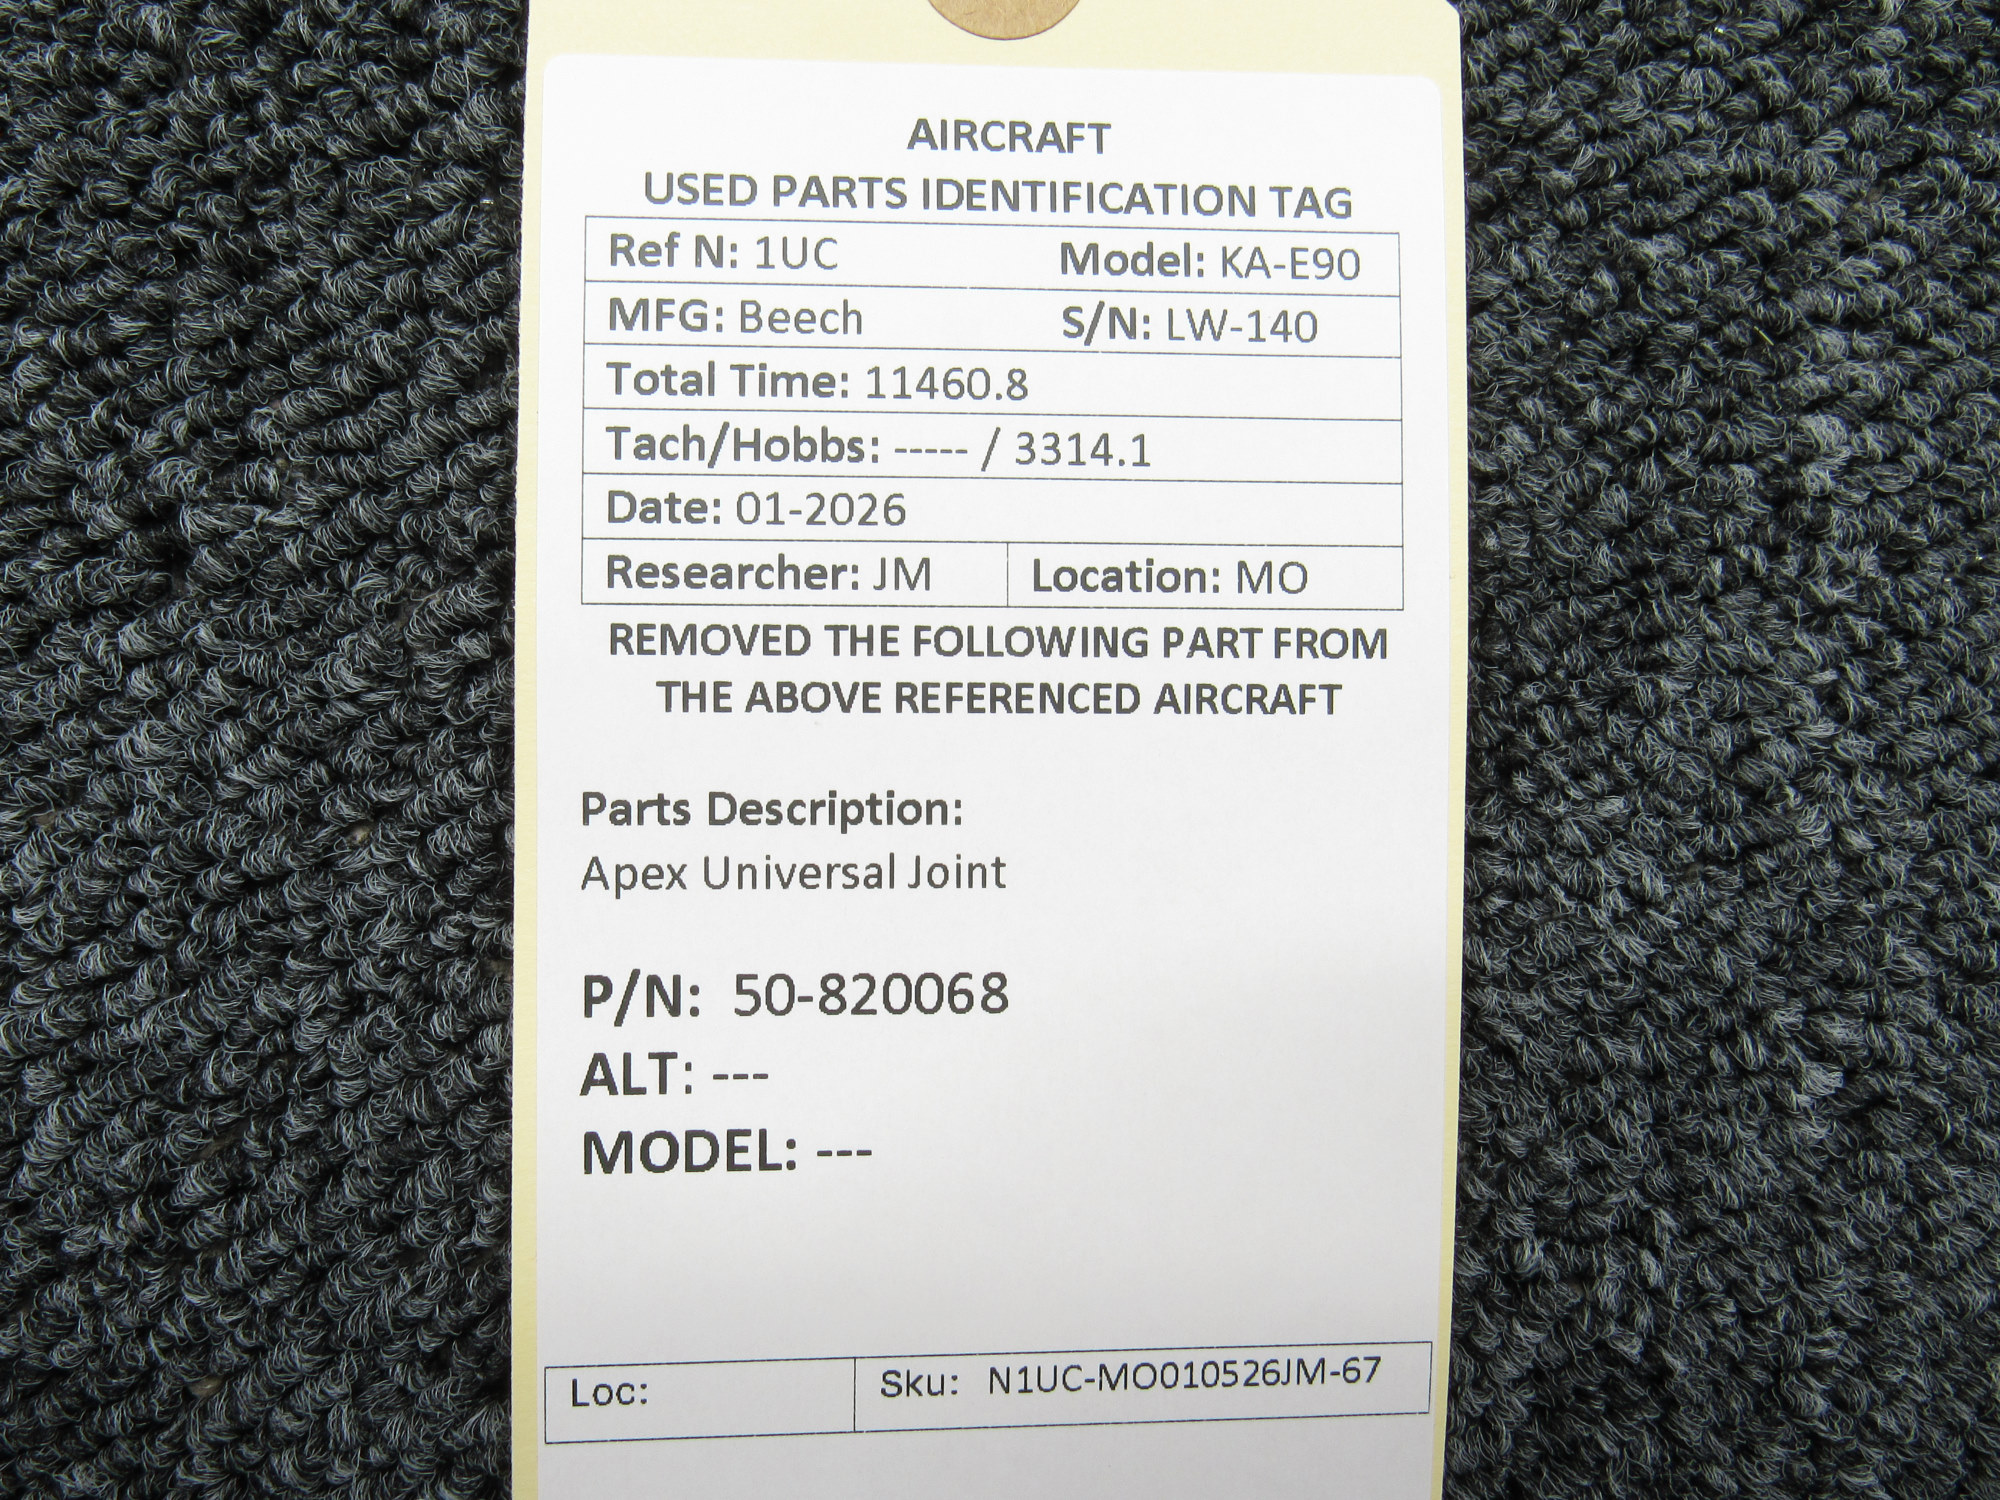 AIRCRAFT
USED PARTS IDENTIFICATION TAG
Ref N: 1UC Model: KA-E90
MFG: Beech S/N: LW-140
Total Time: 11460.8
Tach/Hobbs: ----- / 3314.1
Date: 01-2026
Researcher: JM Location: MO
REMOVED THE FOLLOWING PART FROM
THE ABOVE REFERENCED AIRCRAFT
Parts Description:
Apex Universal Joint
P/N: 50-820068
ALT: ---
MODEL: ---
Loc: Sku: N1UC-MO010526JM-67